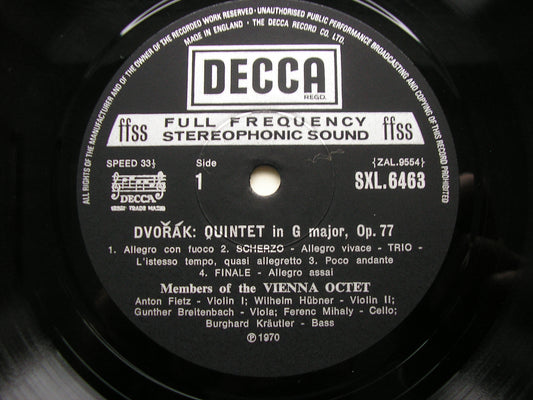 ALL RIGHTS OF THE MANUFACTURER AND OF THE OWNER OF THE RECORDED WORK RESERVED · UNAUTHORISED PUBLIC PERFORMANCE BROADCASTING AND COPYING OF THIS RECORD PROHIBITED
MADE IN ENGLAND · THE DECCA RECORD CO. LTD.
DECCA
REGD.
ffss FULL FREQUENCY STEREOPHONIC SOUND ffss
SPEED 33⅓
Side
1
(ZAL.9554)
SXL.6463
DECCA
DVOŘÁK: QUINTET in G major, Op. 77
1. Allegro con fuoco 2. SCHERZO - Allegro vivace - TRIO -
L'istesso tempo, quasi allegretto 3. Poco andante
4. FINALE - Allegro assai
Members of the VIENNA OCTET
Anton Fietz - Violin I; Wilhelm Hübner - Violin II;
Gunther Breitenbach - Viola; Ferenc Mihaly - Cello;
Burghard Kräutler - Bass
℗ 1970